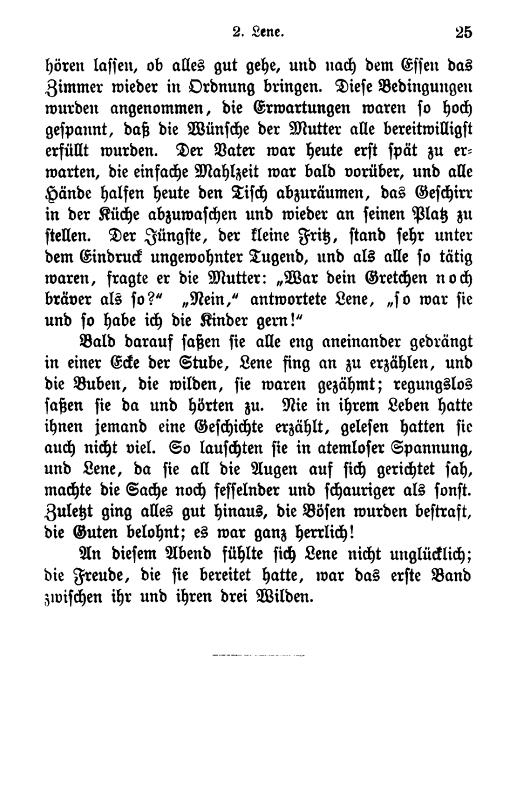 2. Lene. 25
hören lassen, ob alles gut gehe, und nach dem Essen das
Zimmer wieder in Ordnung bringen. Diese Bedingungen
wurden angenommen, die Erwartungen waren so hoch
gespannt, daß die Wünsche der Mutter alle bereitwilligst
erfüllt wurden. Der Vater war heute erst spät zu er-
warten, die einfache Mahlzeit war bald vorüber, und alle
Hände halfen heute den Tisch abzuräumen, das Geschirr
in der Küche abzuwaschen und wieder an seinen Platz zu
stellen. Der Jüngste, der kleine Fritz, stand sehr unter
dem Eindruck ungewohnter Tugend, und als alle so tätig
waren, fragte er die Mutter: „War dein Gretchen noch
bräver als so?“ „Nein,“ antwortete Lene, „so war sie
und so habe ich die Kinder gern!“
Bald darauf saßen sie alle eng aneinander gedrängt
in einer Ecke der Stube, Lene fing an zu erzählen, und
die Buben, die wilden, sie waren gezähmt; regungslos
saßen sie da und hörten zu. Nie in ihrem Leben hatte
ihnen jemand eine Geschichte erzählt, gelesen hatten sie
auch nicht viel. So lauschten sie in atemloser Spannung,
und Lene, da sie all die Augen auf sich gerichtet sah,
machte die Sache noch fesselnder und schauriger als sonst.
Zuletzt ging alles gut hinaus, die Bösen wurden bestraft,
die Guten belohnt; es war ganz herrlich!
An diesem Abend fühlte sich Lene nicht unglücklich;
die Freude, die sie bereitet hatte, war das erste Band
zwischen ihr und ihren drei Wilden.